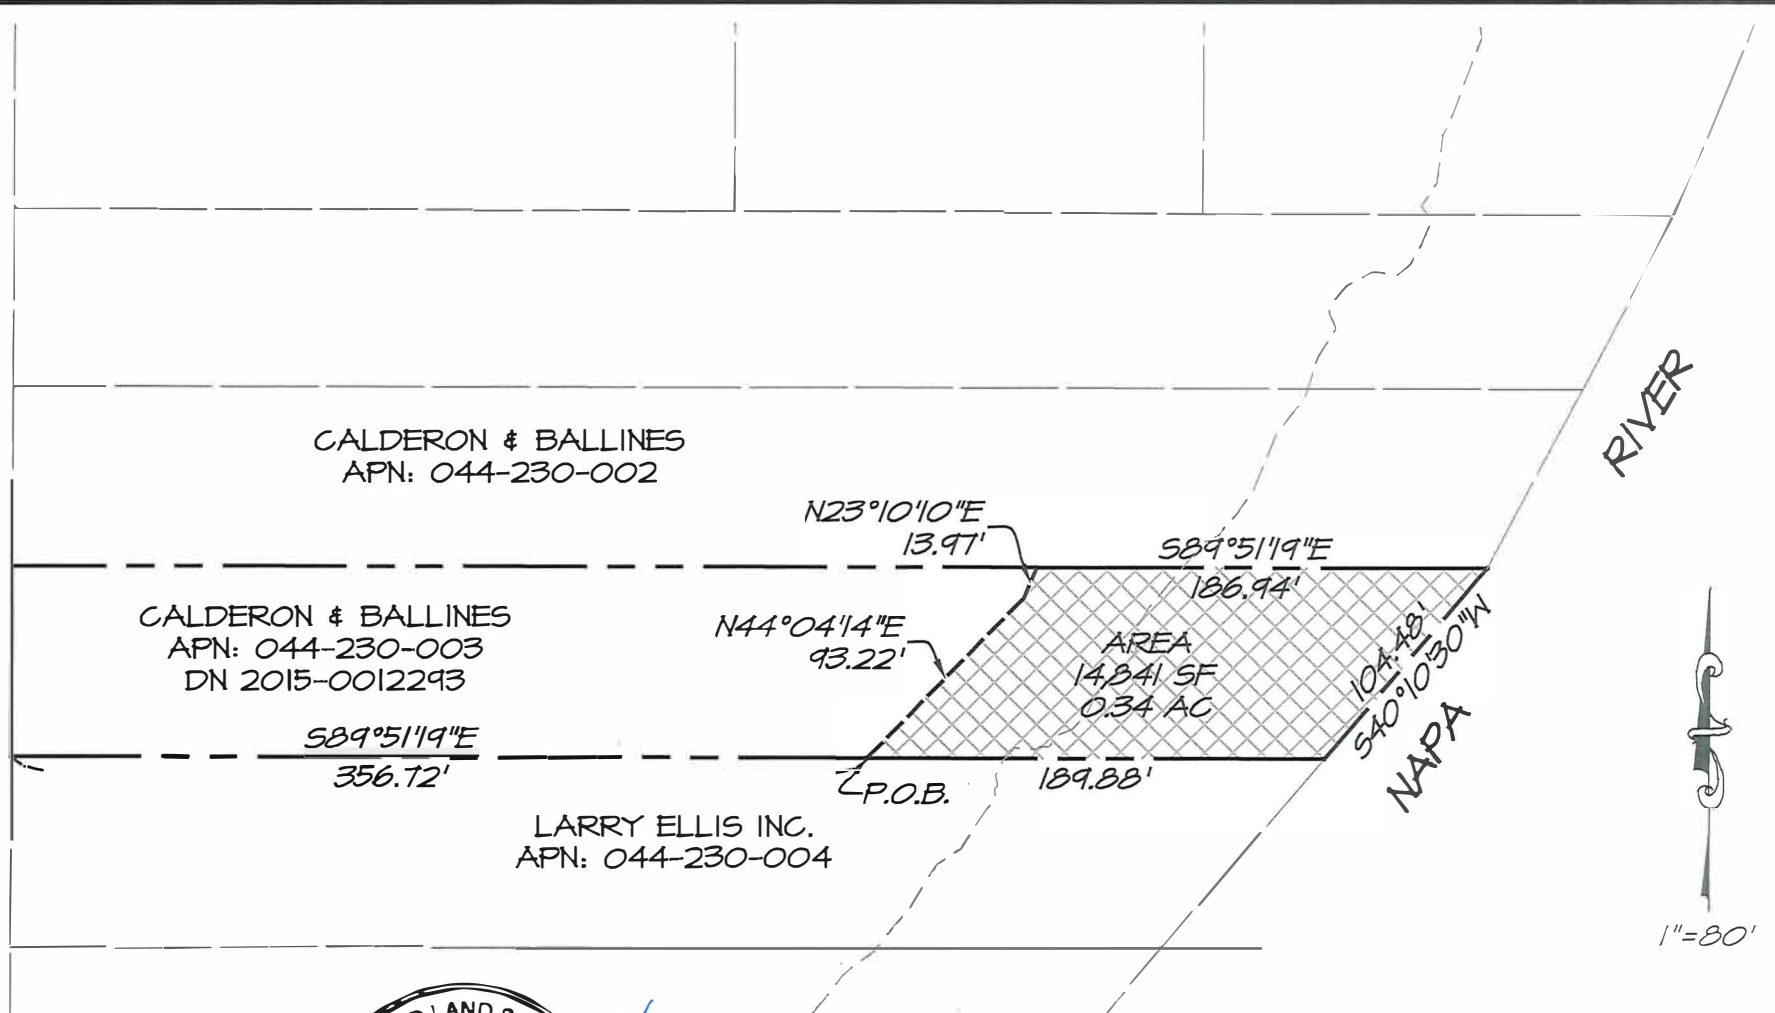 CALDERON & BALLINES
APN: 044-230-002
RIVER
N23°10'10"E
13.97'
S89°51'19"E
186.94'
CALDERON & BALLINES
APN: 044-230-003
DN 2015-0012293
N44°04'14"E
93.22'
AREA
14,841 SF
0.34 AC
104.48'
S40°10'30"W
NAPA
S89°51'19"E
356.72'
P.O.B.
189.88'
LARRY ELLIS INC.
APN: 044-230-004
1"=80'
LAND